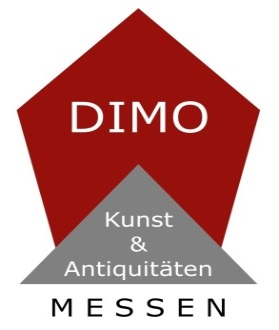 DIMO
Kunst
&
Antiquitäten
MESSEN